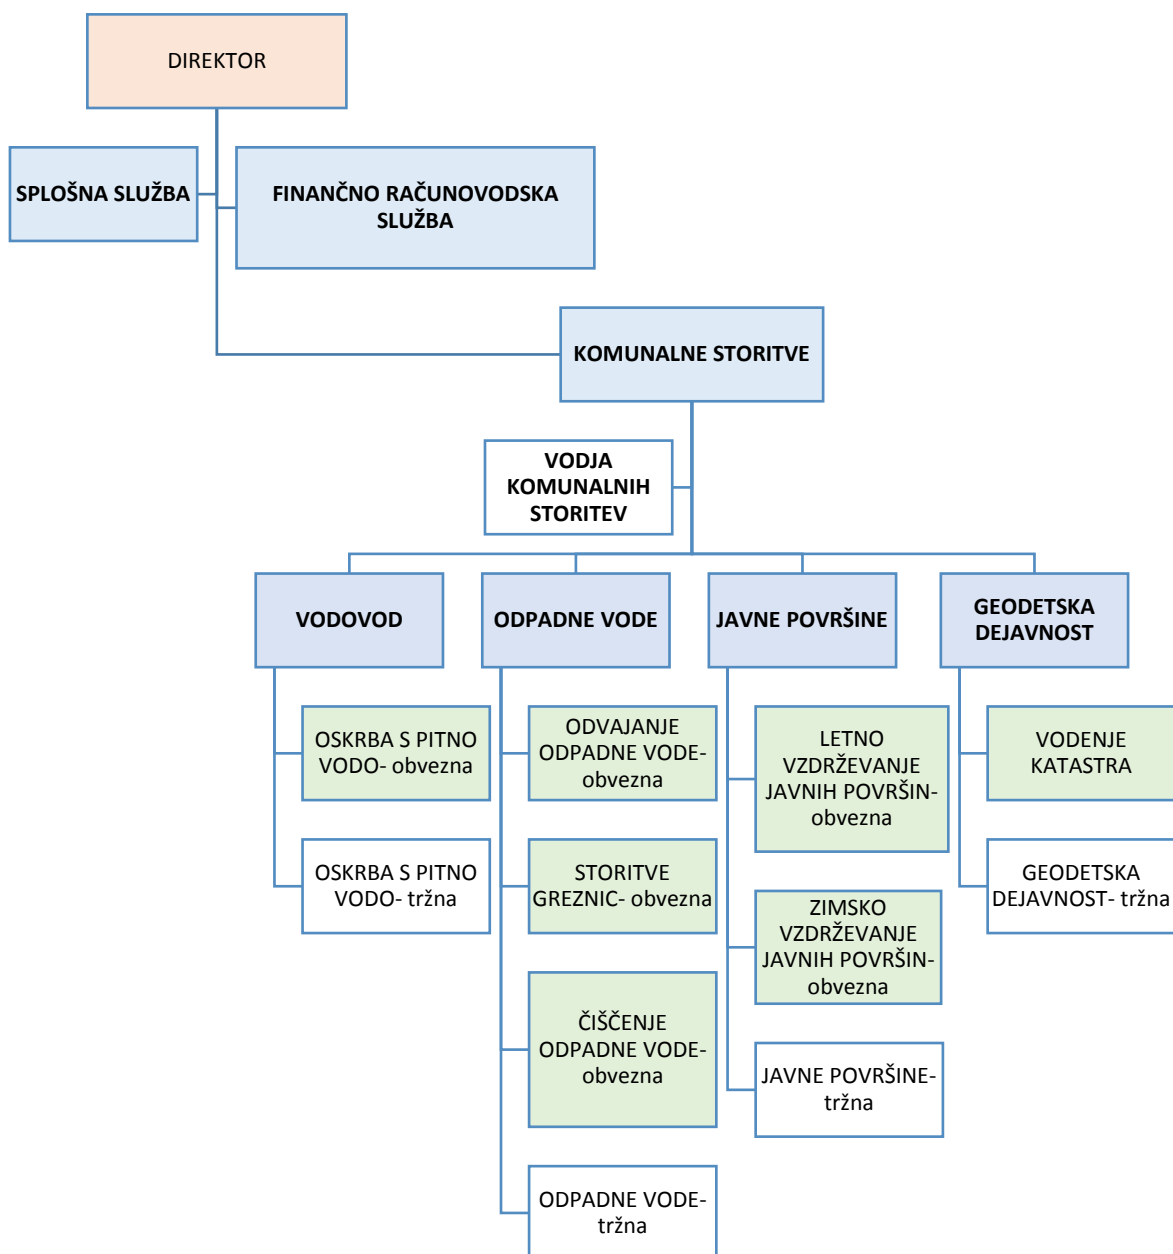 DIREKTOR
SPLOŠNA SLUŽBA
FINANČNO RAČUNOVODSKA
SLUŽBA
KOMUNALNE STORITVE
VODJA
KOMUNALNIH
STORITEV
VODOVOD
ODPADNE VODE
JAVNE POVRŠINE
GEODETSKA
DEJAVNOST
OSKRBA S PITNO
VODO- obvezna
OSKRBA S PITNO
VODO- tržna
ODVAJANJE
ODPADNE VODE-
obvezna
STORITVE
GREZNIC- obvezna
ČIŠČENJE
ODPADNE VODE-
obvezna
ODPADNE VODE-
tržna
LETNO
VZDRŽEVANJE
JAVNIH POVRŠIN-
obvezna
ZIMSKO
VZDRŽEVANJE
JAVNIH POVRŠIN-
obvezna
JAVNE POVRŠINE-
tržna
VODENJE
KATASTRA
GEODETSKA
DEJAVNOST- tržna